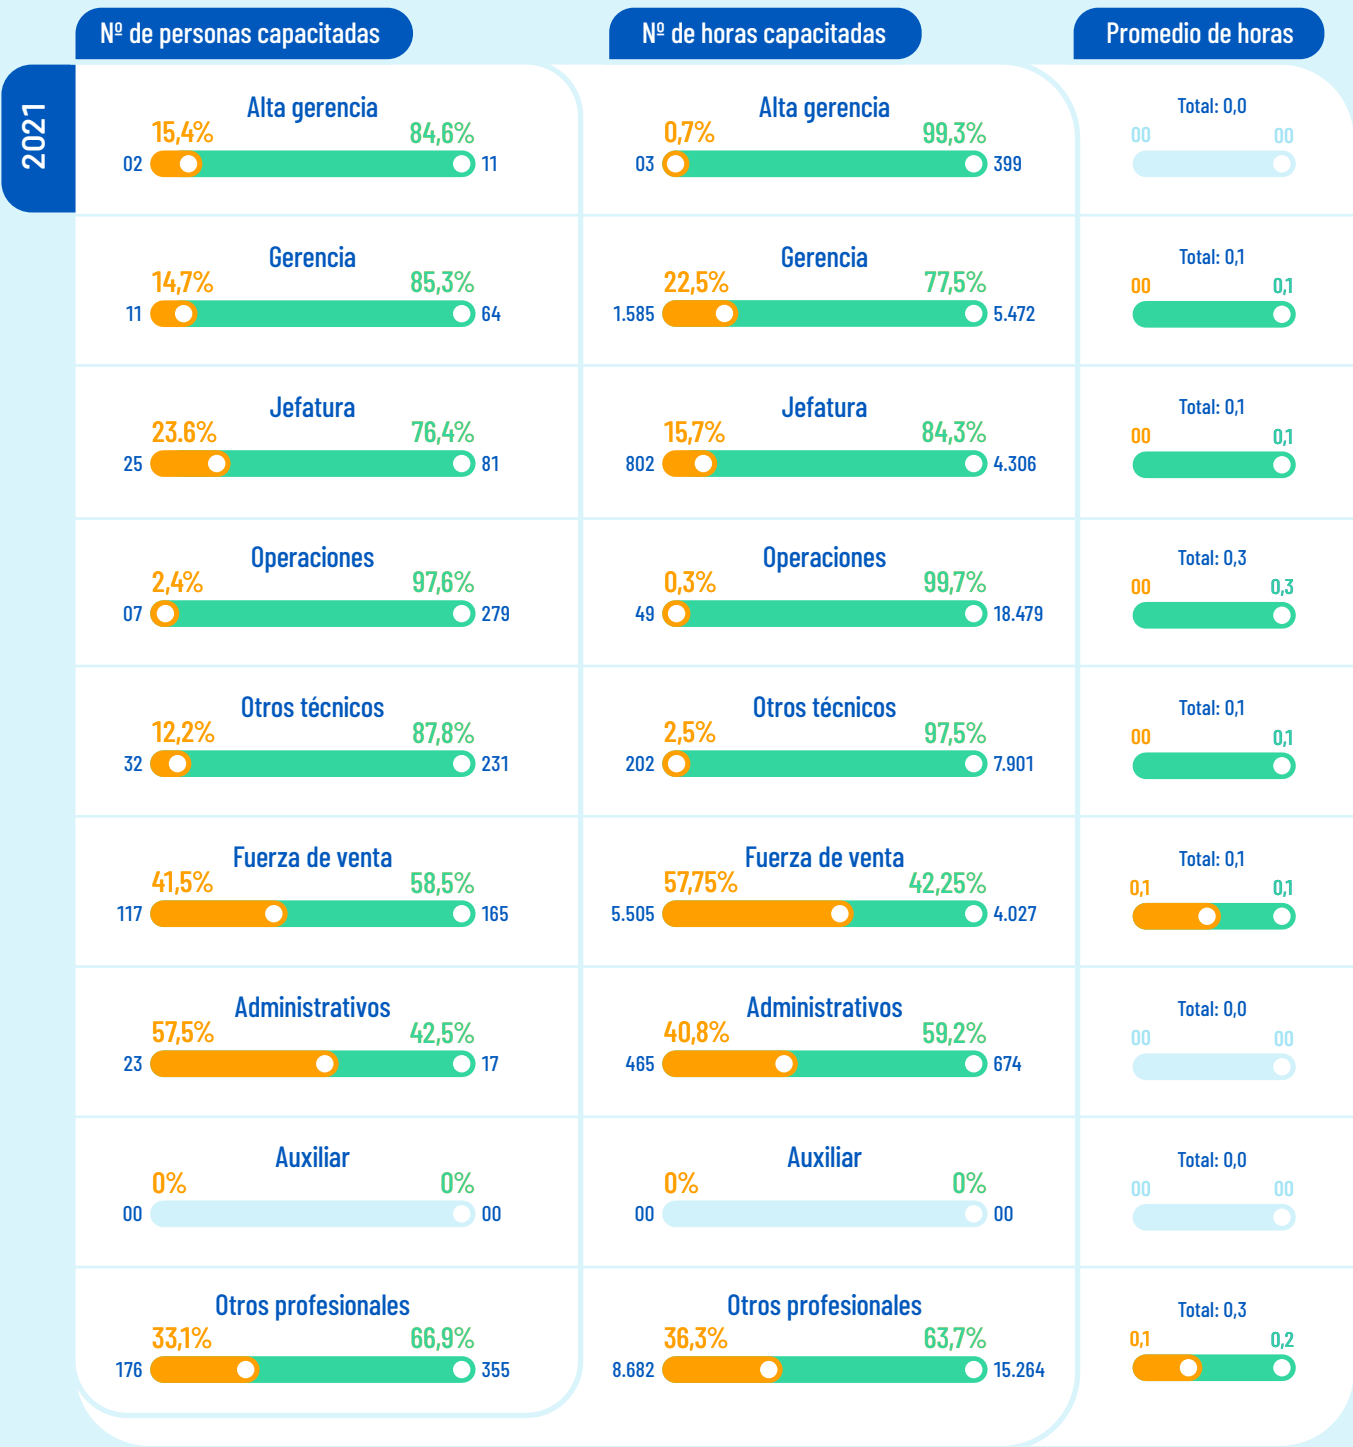 Nº de personas capacitadas
Nº de horas capacitadas
Promedio de horas
2021
Alta gerencia
15,4% 84,6%
02 11
Alta gerencia
0,7% 99,3%
03 399
Total: 0,0
00 00
Gerencia
14,7% 85,3%
11 64
Gerencia
22,5% 77,5%
1.585 5.472
Total: 0,1
00 0,1
Jefatura
23.6% 76,4%
25 81
Jefatura
15,7% 84,3%
802 4.306
Total: 0,1
00 0,1
Operaciones
2,4% 97,6%
07 279
Operaciones
0,3% 99,7%
49 18.479
Total: 0,3
00 0,3
Otros técnicos
12,2% 87,8%
32 231
Otros técnicos
2,5% 97,5%
202 7.901
Total: 0,1
00 0,1
Fuerza de venta
41,5% 58,5%
117 165
Fuerza de venta
57,75% 42,25%
5.505 4.027
Total: 0,1
0,1 0,1
Administrativos
57,5% 42,5%
23 17
Administrativos
40,8% 59,2%
465 674
Total: 0,0
00 00
Auxiliar
0% 0%
00 00
Auxiliar
0% 0%
00 00
Total: 0,0
00 00
Otros profesionales
33,1% 66,9%
176 355
Otros profesionales
36,3% 63,7%
8.682 15.264
Total: 0,3
0,1 0,2